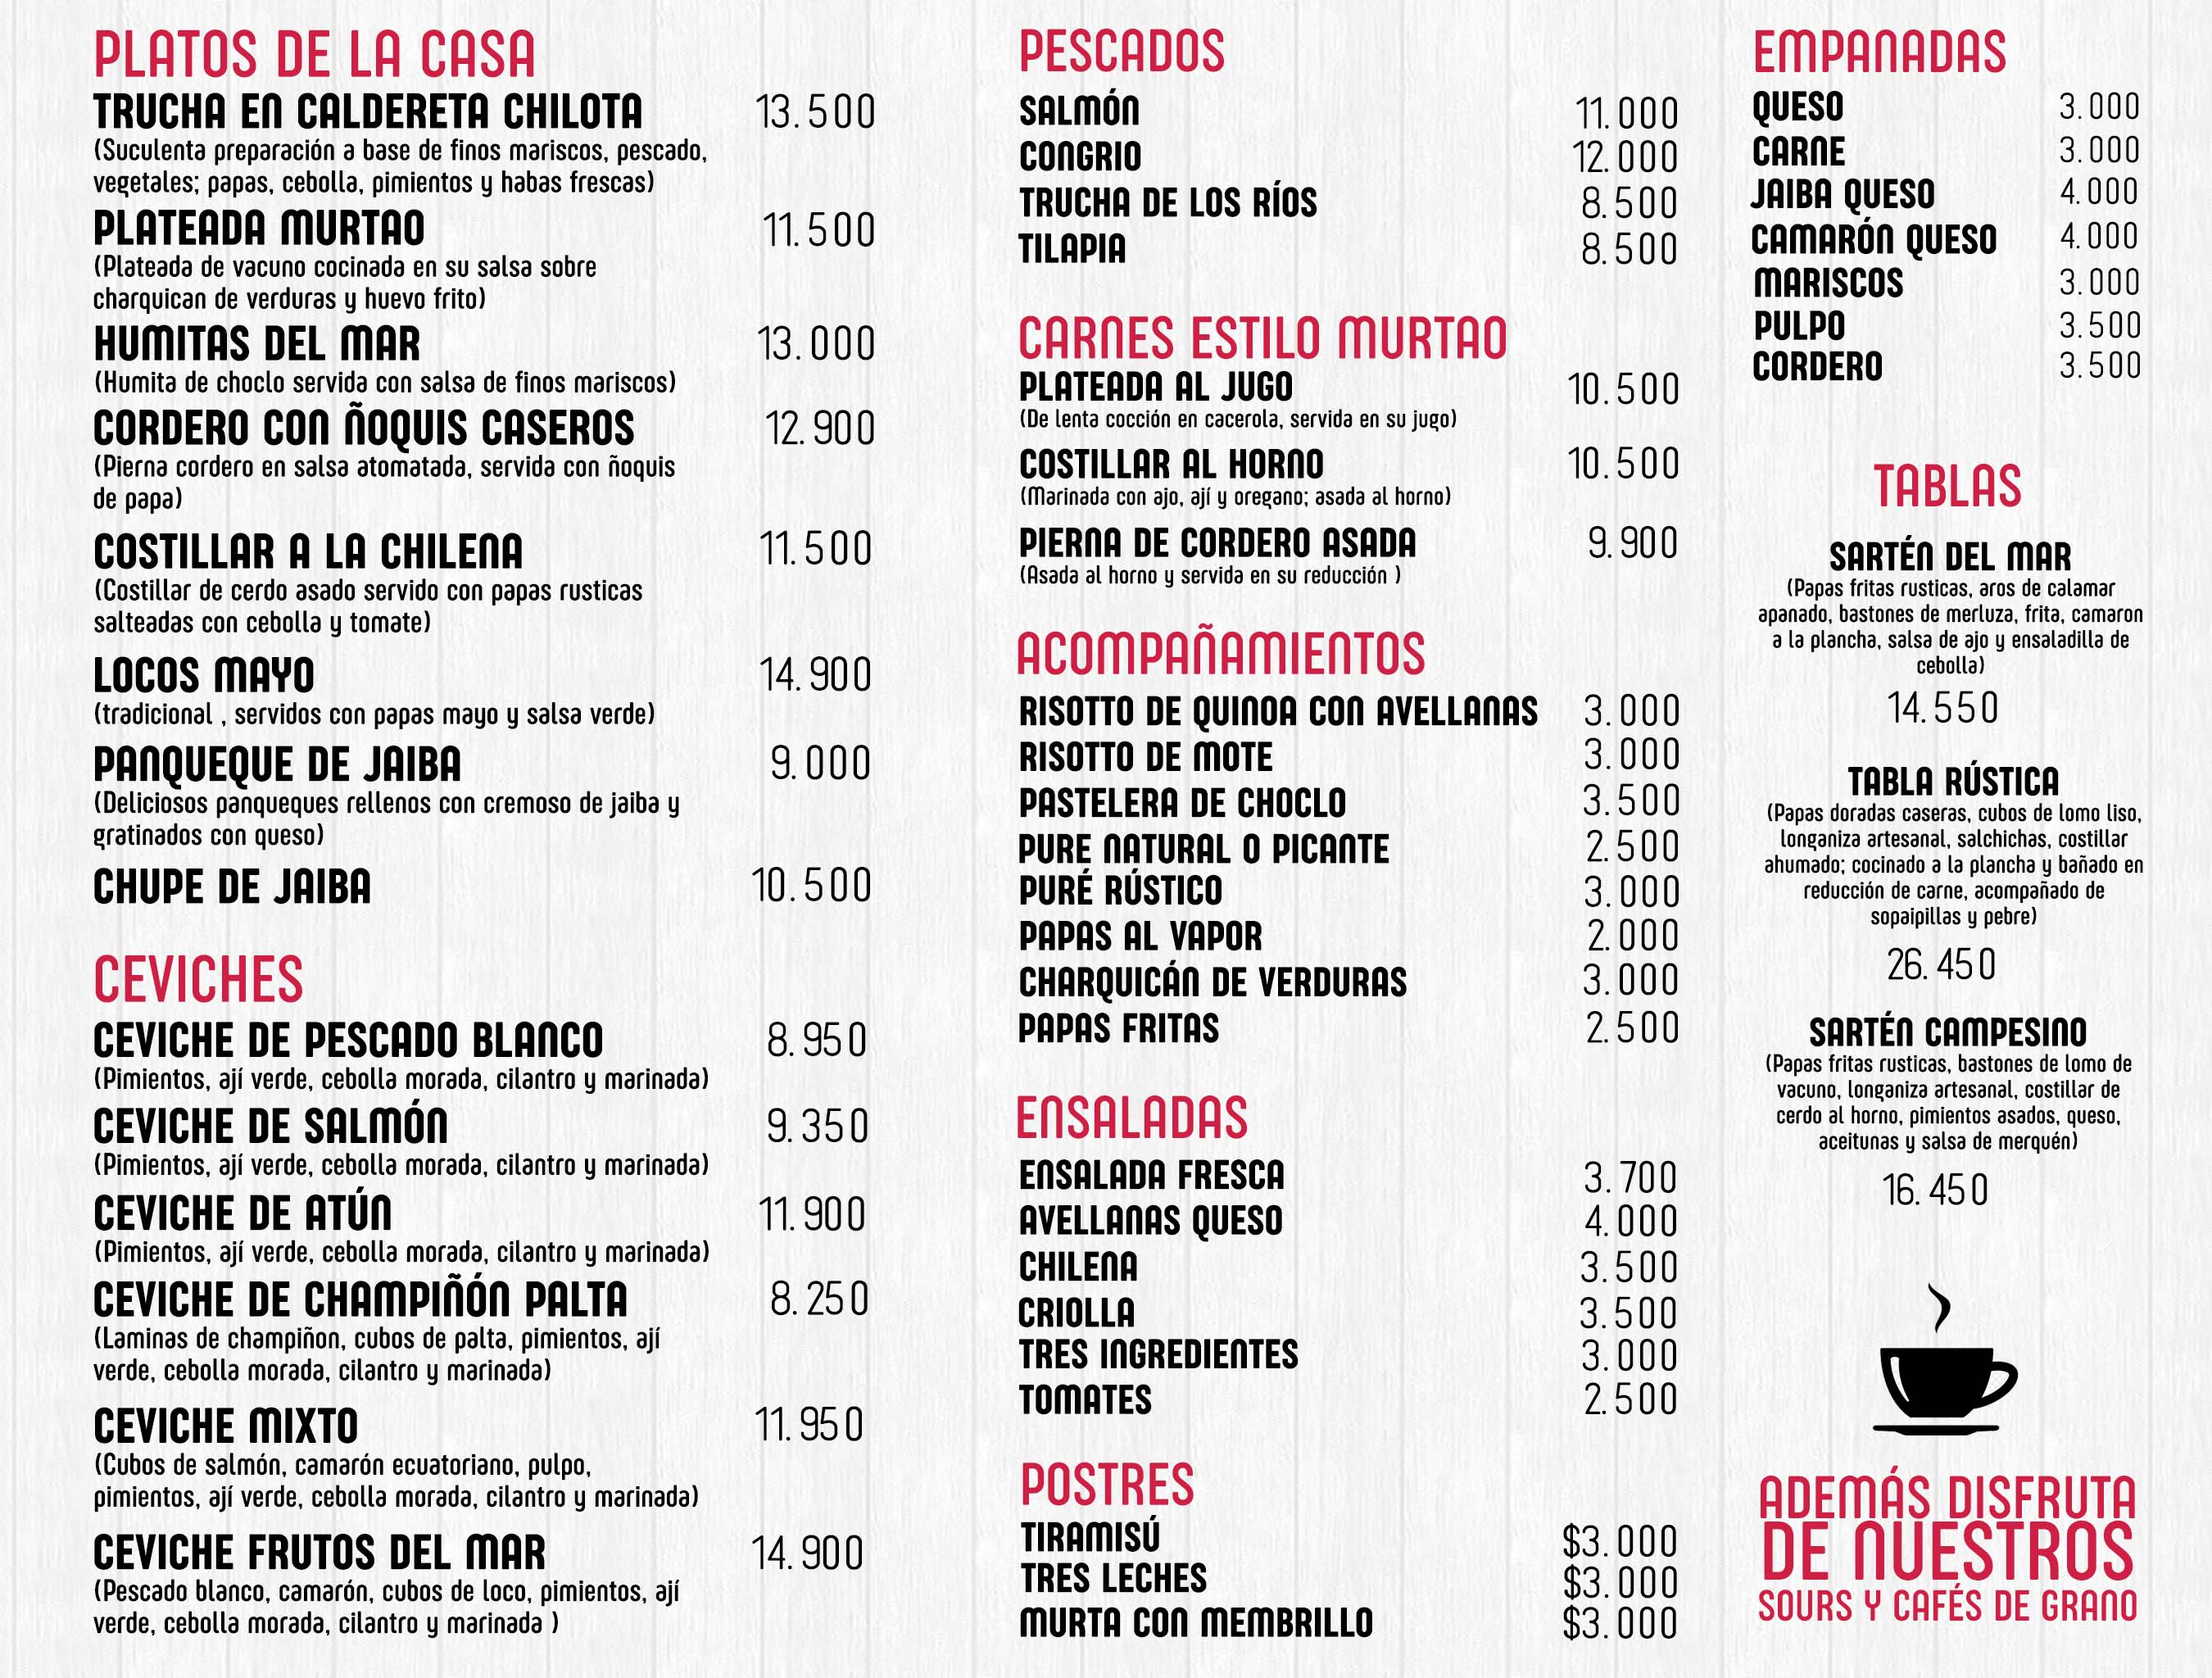 PLATOS DE LA CASA
TRUCHA EN CALDERETA CHILOTA 13.500
(Suculenta preparación a base de finos mariscos, pescado,
vegetales; papas, cebolla, pimientos y habas frescas)
PLATEADA MURTAO 11.500
(Plateada de vacuno cocinada en su salsa sobre
charquican de verduras y huevo frito)
HUMITAS DEL MAR 13.000
(Humita de choclo servida con salsa de finos mariscos)
CORDERO CON ÑOQUIS CASEROS 12.900
(Pierna cordero en salsa atomatada, servida con ñoquis
de papa)
COSTILLAR A LA CHILENA 11.500
(Costillar de cerdo asado servido con papas rusticas
salteadas con cebolla y tomate)
LOCOS MAYO 14.900
(tradicional , servidos con papas mayo y salsa verde)
PANQUEQUE DE JAIBA 9.000
(Deliciosos panqueques rellenos con cremoso de jaiba y
gratinados con queso)
CHUPE DE JAIBA 10.500
CEVICHES
CEVICHE DE PESCADO BLANCO 8.950
(Pimientos, ají verde, cebolla morada, cilantro y marinada)
CEVICHE DE SALMÓN 9.350
(Pimientos, ají verde, cebolla morada, cilantro y marinada)
CEVICHE DE ATÚN 11.900
(Pimientos, ají verde, cebolla morada, cilantro y marinada)
CEVICHE DE CHAMPIÑÓN PALTA 8.250
(Laminas de champiñon, cubos de palta, pimientos, ají
verde, cebolla morada, cilantro y marinada)
CEVICHE MIXTO 11.950
(Cubos de salmón, camarón ecuatoriano, pulpo,
pimientos, ají verde, cebolla morada, cilantro y marinada)
CEVICHE FRUTOS DEL MAR 14.900
(Pescado blanco, camarón, cubos de loco, pimientos, ají
verde, cebolla morada, cilantro y marinada )
PESCADOS
SALMÓN 11.000
CONGRIO 12.000
TRUCHA DE LOS RÍOS 8.500
TILAPIA 8.500
CARNES ESTILO MURTAO
PLATEADA AL JUGO 10.500
(De lenta cocción en cacerola, servida en su jugo)
COSTILLAR AL HORNO 10.500
(Marinada con ajo, ají y oregano; asada al horno)
PIERNA DE CORDERO ASADA 9.900
(Asada al horno y servida en su reducción )
ACOMPAÑAMIENTOS
RISOTTO DE QUINOA CON AVELLANAS 3.000
RISOTTO DE MOTE 3.000
PASTELERA DE CHOCLO 3.500
PURE NATURAL O PICANTE 2.500
PURÉ RÚSTICO 3.000
PAPAS AL VAPOR 2.000
CHARQUICÁN DE VERDURAS 3.000
PAPAS FRITAS 2.500
ENSALADAS
ENSALADA FRESCA 3.700
AVELLANAS QUESO 4.000
CHILENA 3.500
CRIOLLA 3.500
TRES INGREDIENTES 3.000
TOMATES 2.500
POSTRES
TIRAMISÚ $3.000
TRES LECHES $3.000
MURTA CON MEMBRILLO $3.000
EMPANADAS
QUESO 3.000
CARNE 3.000
JAIBA QUESO 4.000
CAMARÓN QUESO 4.000
MARISCOS 3.000
PULPO 3.500
CORDERO 3.500
TABLAS
SARTÉN DEL MAR
(Papas fritas rusticas, aros de calamar
apanado, bastones de merluza, frita, camaron
a la plancha, salsa de ajo y ensaladilla de
cebolla)
14.550
TABLA RÚSTICA
(Papas doradas caseras, cubos de lomo liso,
longaniza artesanal, salchichas, costillar
ahumado; cocinado a la plancha y bañado en
reducción de carne, acompañado de
sopaipillas y pebre)
26.450
SARTÉN CAMPESINO
(Papas fritas rusticas, bastones de lomo de
vacuno, longaniza artesanal, costillar de
cerdo al horno, pimientos asados, queso,
aceitunas y salsa de merquén)
16.450
ADEMÁS DISFRUTA
DE NUESTROS
SOURS Y CAFÉS DE GRANO